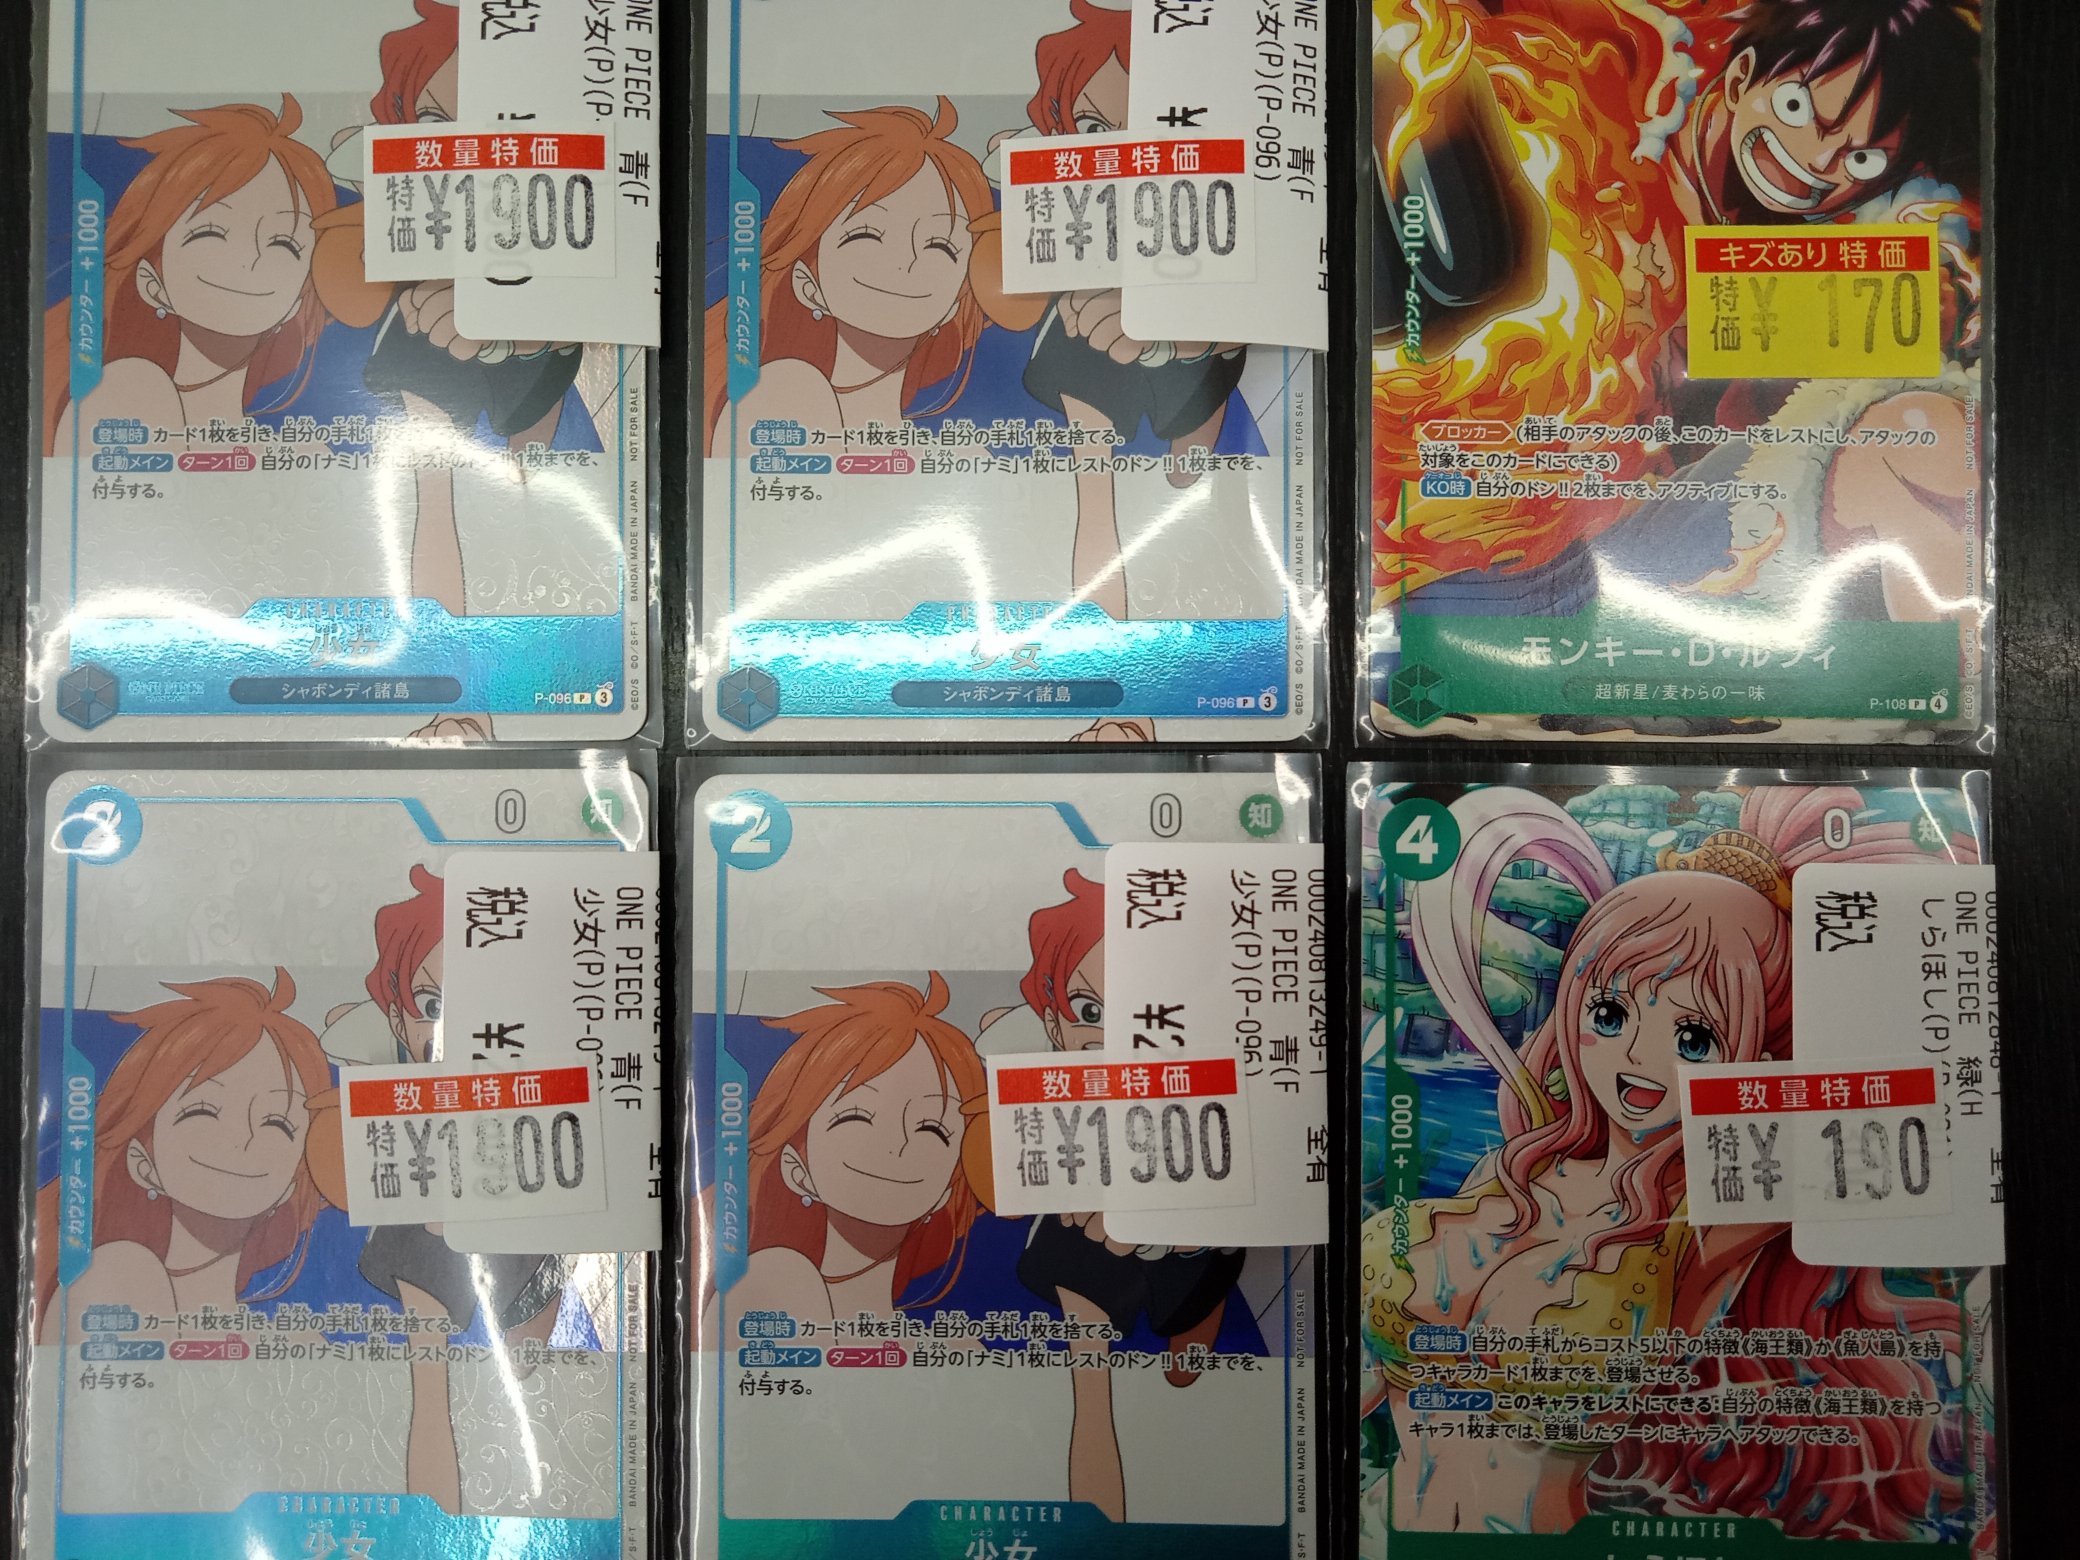 税込
ONE PIECE 青(F
少女(P)(P-
数量特価
特価 ¥1900
カウンター +1000
登場時 カード1枚を引き、自分の手札1
起動メイン ターン1回 自分の「ナミ」1枚にレストのドン!!1枚までを、
付与する。
CHARACTER
少女
シャボンディ諸島
P-096 P 3
BANDAI MADE IN JAPAN NOT FOR SALE
©EO/S ©O/S·F·T
税込
ONE PIECE 青(F
少女(P)(P-096)
数量特価
特価 ¥1900
カウンター +1000
登場時 カード1枚を引き、自分の手札1枚を捨てる。
起動メイン ターン1回 自分の「ナミ」1枚にレストのドン!!1枚までを、
付与する。
CHARACTER
少女
シャボンディ諸島
P-096 P 3
BANDAI MADE IN JAPAN NOT FOR SALE
©EO/S ©O/S·F·T
キズあり特価
特価 ¥ 170
カウンター +1000
ブロッカー (相手のアタックの後、このカードをレストにし、アタックの
対象をこのカードにできる)
KO時 自分のドン!!2枚までを、アクティブにする。
モンキー・D・ルフィ
超新星/麦わらの一味
P-108 P 4
BANDAI MADE IN JAPAN NOT FOR SALE
2
0
知
税込
ONE PIECE 青(F
少女(P)(P-0
¥2
数量特価
特価 ¥1900
カウンター +1000
登場時 カード1枚を引き、自分の手札1枚を捨てる。
起動メイン ターン1回 自分の「ナミ」1枚にレストのドン!!1枚までを、
付与する。
CHARACTER
少女
BANDAI MADE IN JAPAN NOT FOR SALE
2
0
知
000240813249-1
ONE PIECE 青(F
少女(P)(P-096)
税込
¥2
数量特価
特価 ¥1900
カウンター +1000
登場時 カード1枚を引き、自分の手札1枚を捨てる。
起動メイン ターン1回 自分の「ナミ」1枚にレストのドン!!1枚までを、
付与する。
CHARACTER
少女
BANDAI MADE IN JAPAN NOT FOR SALE
4
0
知
ONE PIECE 緑(H
しらほし(P)
税込
数量特価
特価 ¥ 190
カウンター +1000
登場時 自分の手札からコスト5以下の特徴《海王類》か《魚人島》を持
つキャラカード1枚までを、登場させる。
起動メイン このキャラをレストにできる:自分の特徴《海王類》を持つ
キャラ1枚までは、登場したターンにキャラへアタックできる。
CHARACTER